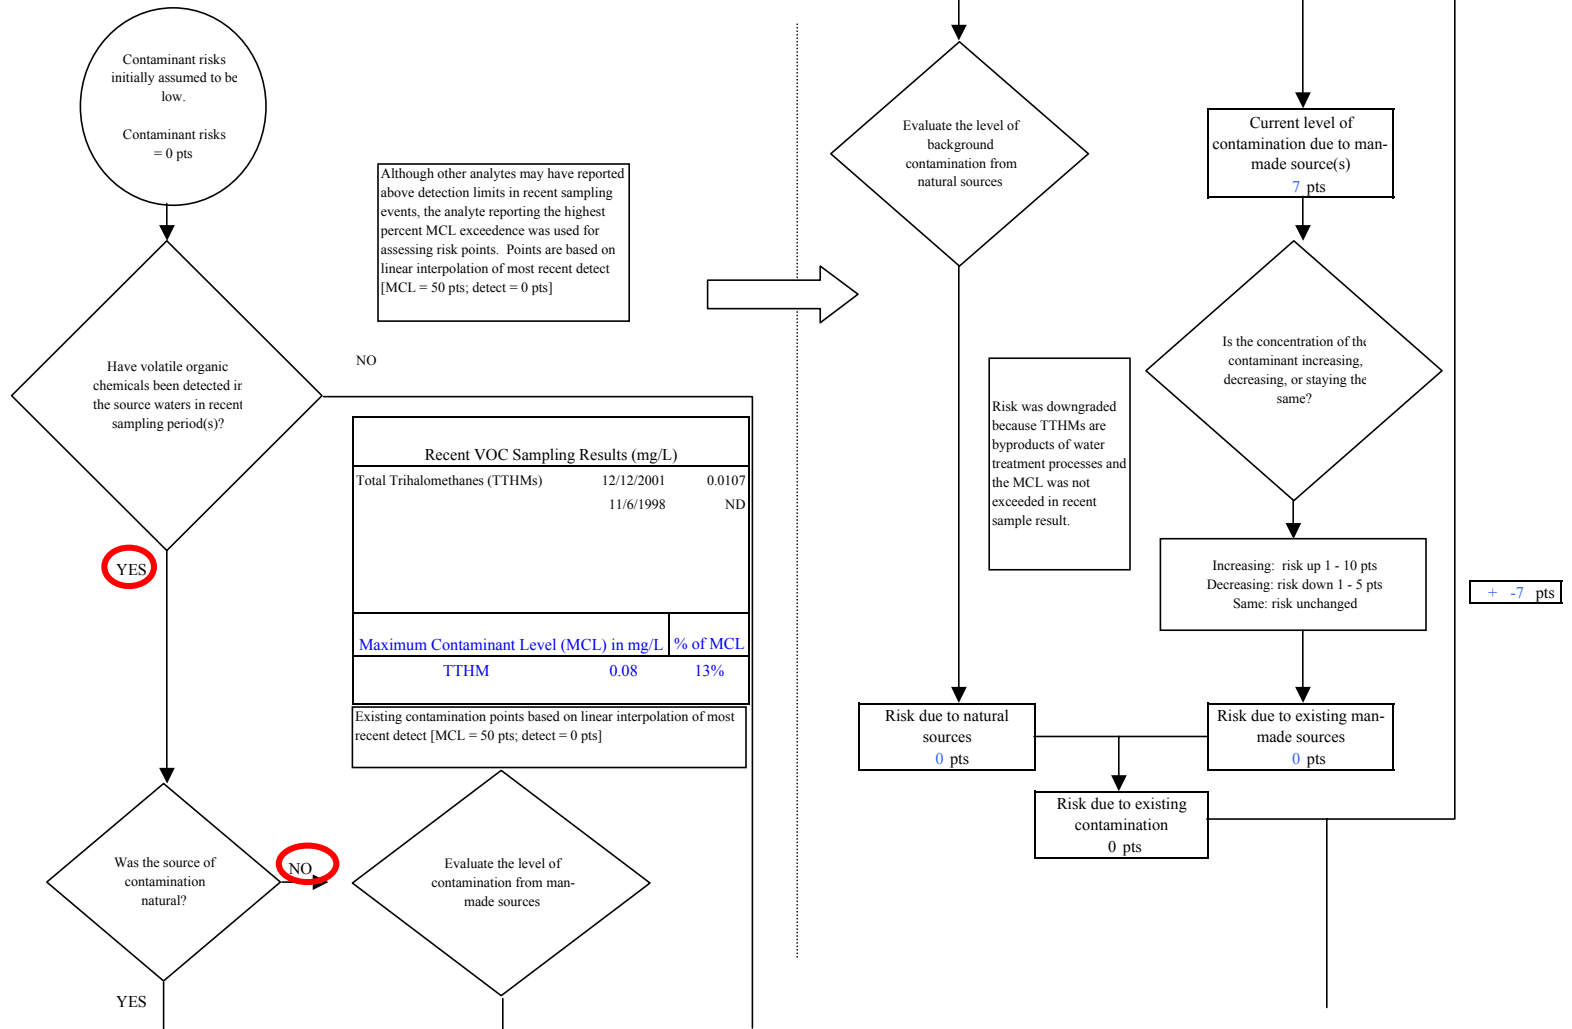 Contaminant risks
initially assumed to be
low.
Contaminant risks
= 0 pts
Although other analytes may have reported
above detection limits in recent sampling
events, the analyte reporting the highest
percent MCL exceedence was used for
assessing risk points.  Points are based on
linear interpolation of most recent detect
[MCL = 50 pts; detect = 0 pts]
NO
Have volatile organic
chemicals been detected in
the source waters in recent
sampling period(s)?
Recent VOC Sampling Results (mg/L)
Total Trihalomethanes (TTHMs) 12/12/2001 0.0107
11/6/1998 ND
YES
Maximum Contaminant Level (MCL) in mg/L % of MCL
TTHM 0.08 13%
Existing contamination points based on linear interpolation of most
recent detect [MCL = 50 pts; detect = 0 pts]
Was the source of
contamination
natural?
NO
Evaluate the level of
contamination from man-
made sources
YES
Evaluate the level of
background
contamination from
natural sources
Current level of
contamination due to man-
made source(s)
7 pts
Is the concentration of the
contaminant increasing,
decreasing, or staying the
same?
Risk was downgraded
because TTHMs are
byproducts of water
treatment processes and
the MCL was not
exceeded in recent
sample result.
Increasing:  risk up 1 - 10 pts
Decreasing: risk down 1 - 5 pts
Same: risk unchanged
+ -7 pts
Risk due to natural
sources
0 pts
Risk due to existing man-
made sources
0 pts
Risk due to existing
contamination
0 pts